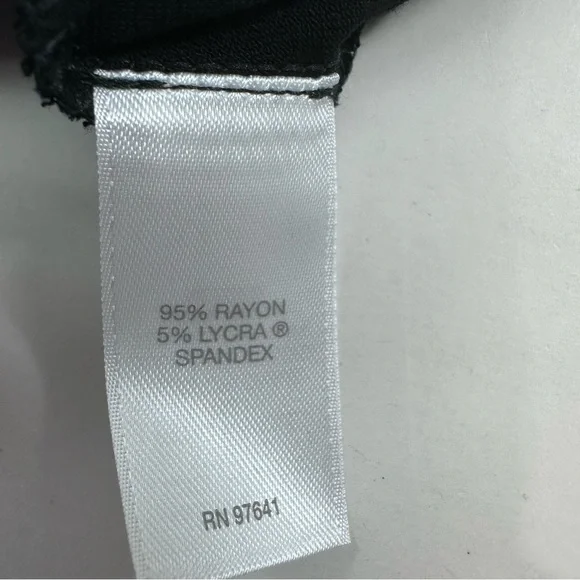 95% RAYON
5% LYCRA ®
SPANDEX
RN 97641